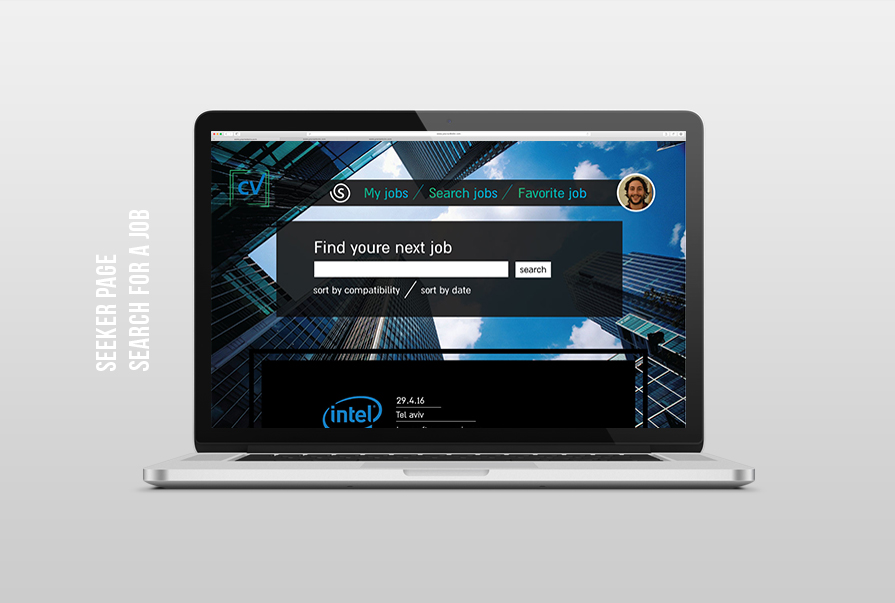 SEEKER PAGE
SEARCH FOR A JOB
CV
S My jobs / Search jobs / Favorite job
Find youre next job
search
sort by compatibility / sort by date
intel
29.4.16
Tel aviv